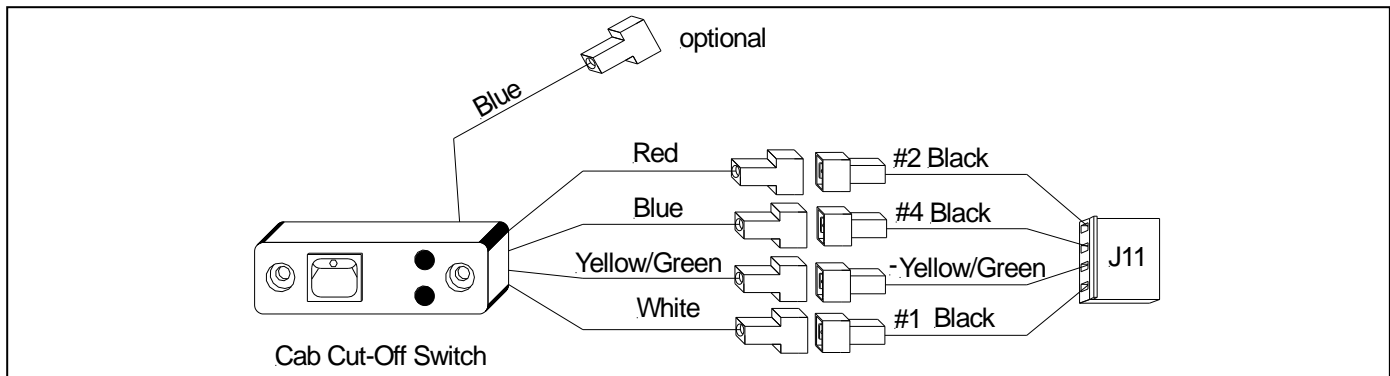 optional
Blue
Red
#2 Black
Blue
#4 Black
Yellow/Green
-Yellow/Green
White
#1 Black
J11
Cab Cut-Off Switch